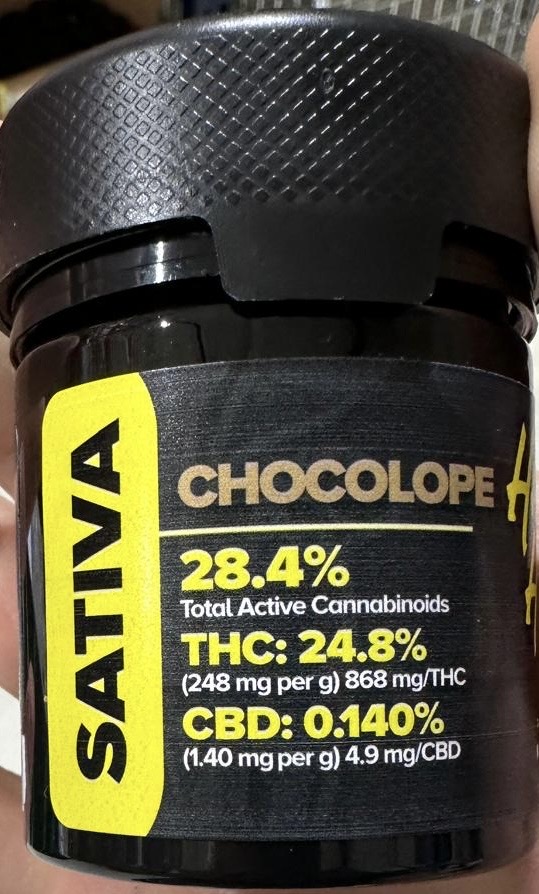 SATIVA
CHOCOLOPE
28.4%
Total Active Cannabinoids
THC: 24.8%
(248 mg per g) 868 mg/THC
CBD: 0.140%
(1.40 mg per g) 4.9 mg/CBD